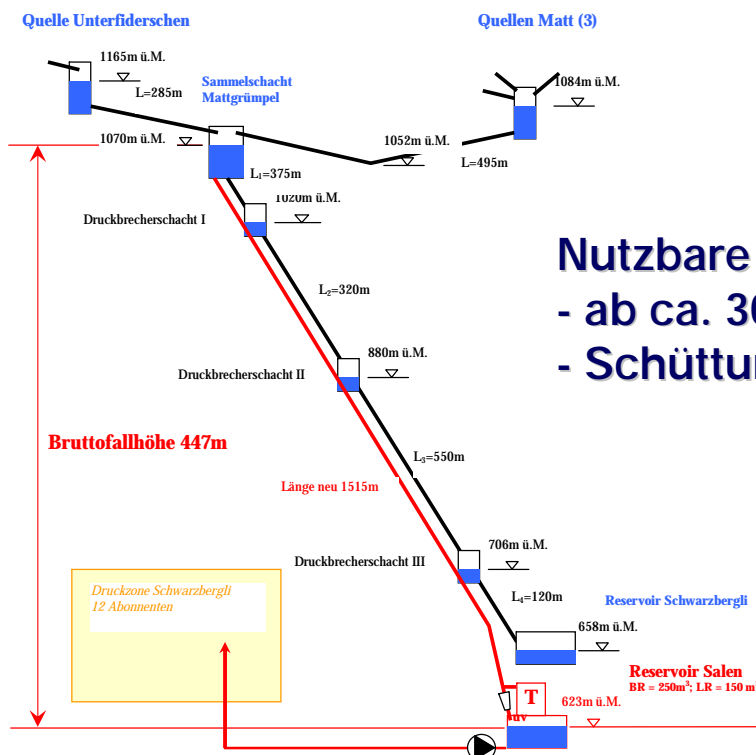 Quelle Unterfiderschen
Quellen Matt (3)
1165m ü.M.
L=285m
Sammelschacht
Mattgrümpel
1084m ü.M.
1070m ü.M.
1052m ü.M.
L=495m
L₁=375m
1020m ü.M.
Druckbrecherschacht I
Nutzbare
- ab ca.
L₂=320m
880m ü.M.
Druckbrecherschacht II
Bruttofallhöhe 447m
L₃=550m
Länge neu 1515m
706m ü.M.
Druckbrecherschacht III
L₄=120m
Druckzone Schwarzbergli
12 Abonnenten
Reservoir Schwarzbergli
658m ü.M.
Reservoir Salen
BR = 250m³; LR = 150 m³
T
623m ü.M.
uv